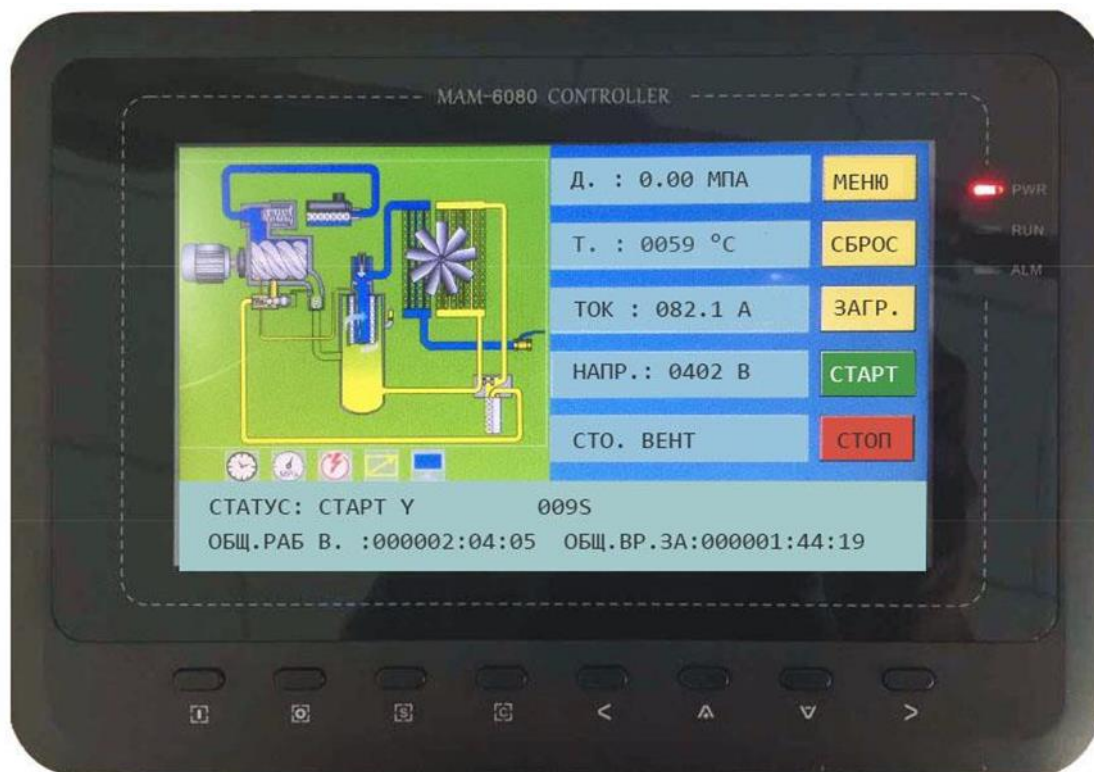 MAM-6080 CONTROLLER
Д. : 0.00 МПА
МЕНЮ
Т. : 0059 °C
СБРОС
ТОК : 082.1 А
ЗАГР.
НАПР.: 0402 В
СТАРТ
СТО. ВЕНТ
СТОП
PWR
RUN
ALM
СТАТУС: СТАРТ Y 009S
ОБЩ.РАБ В. :000002:04:05 ОБЩ.ВР.ЗА:000001:44:19
I O S C < Λ V >